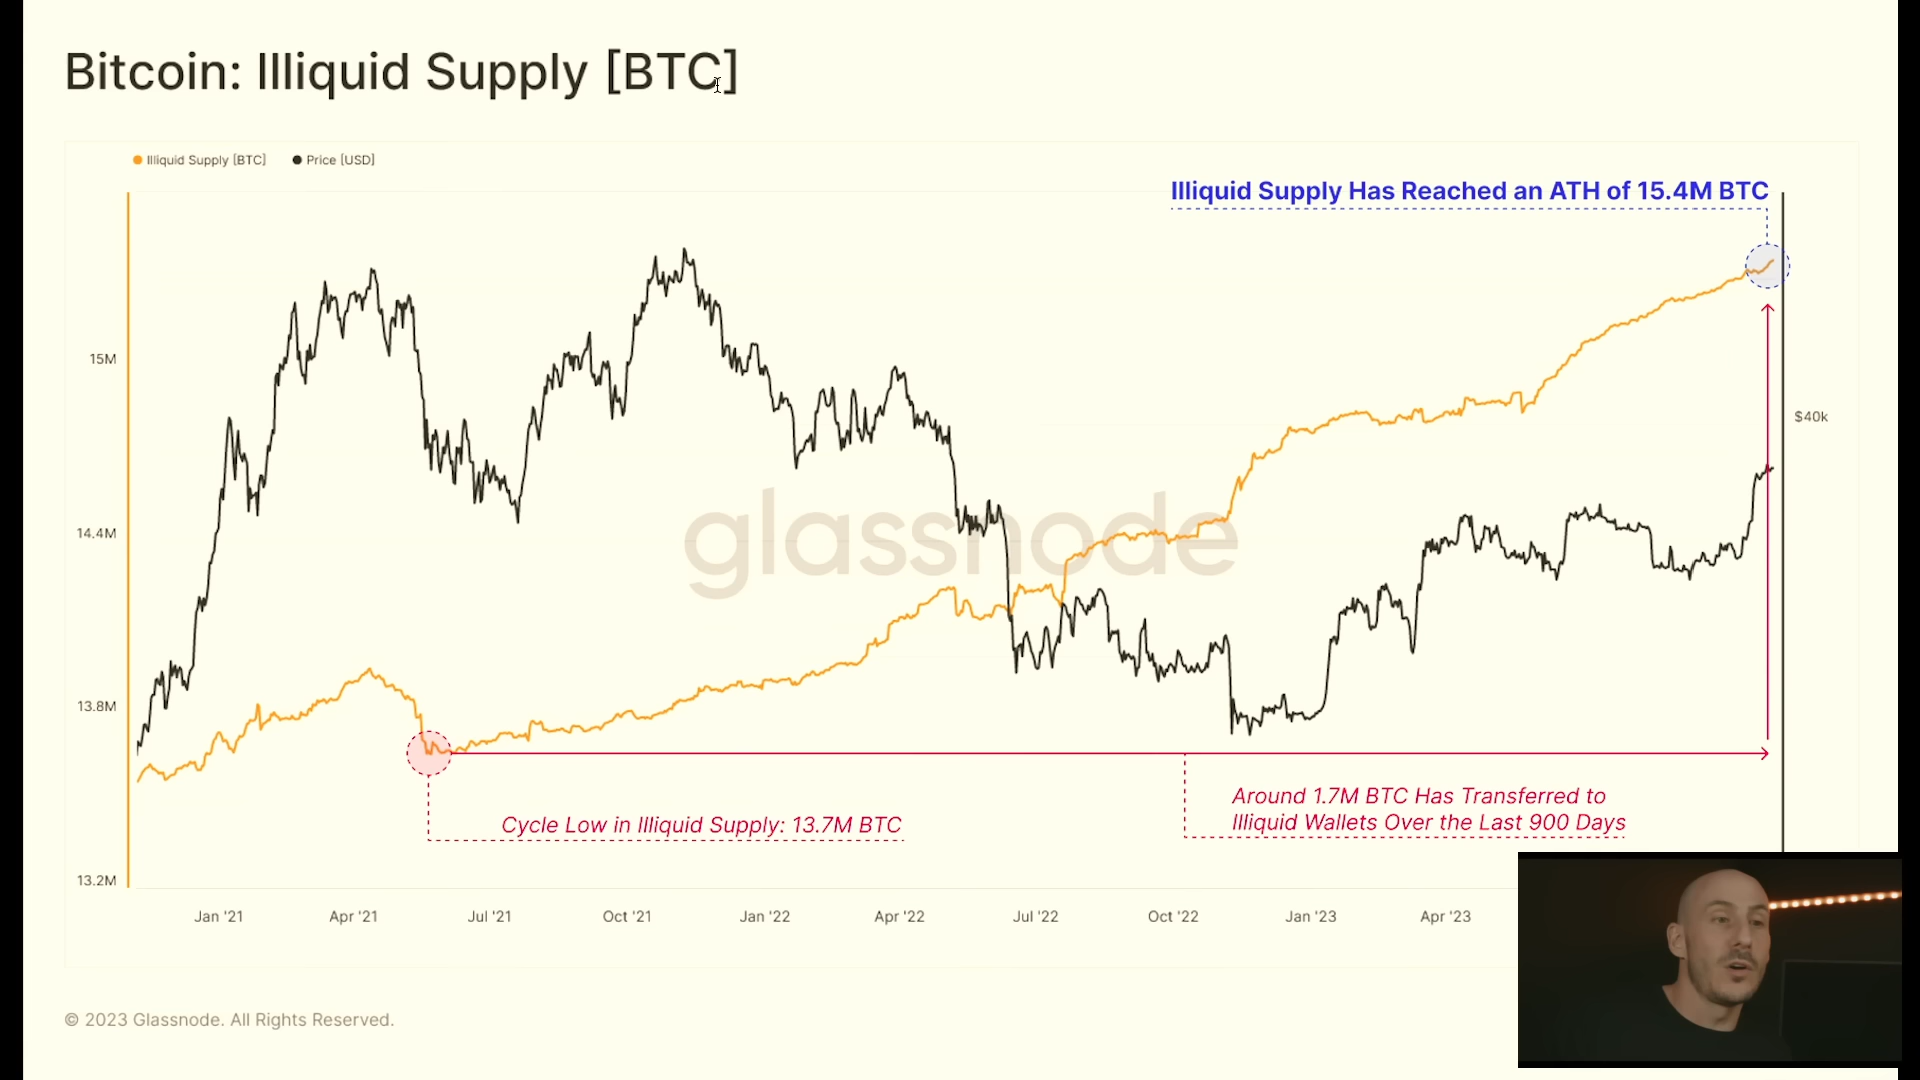 Bitcoin: Illiquid Supply [BTC]
Illiquid Supply [BTC]
Price [USD]
Illiquid Supply Has Reached an ATH of 15.4M BTC
15M
14.4M
13.8M
13.2M
$40k
glassnode
Cycle Low in Illiquid Supply: 13.7M BTC
Around 1.7M BTC Has Transferred to
Illiquid Wallets Over the Last 900 Days
Jan '21
Apr '21
Jul '21
Oct '21
Jan '22
Apr '22
Jul '22
Oct '22
Jan '23
Apr '23
© 2023 Glassnode. All Rights Reserved.